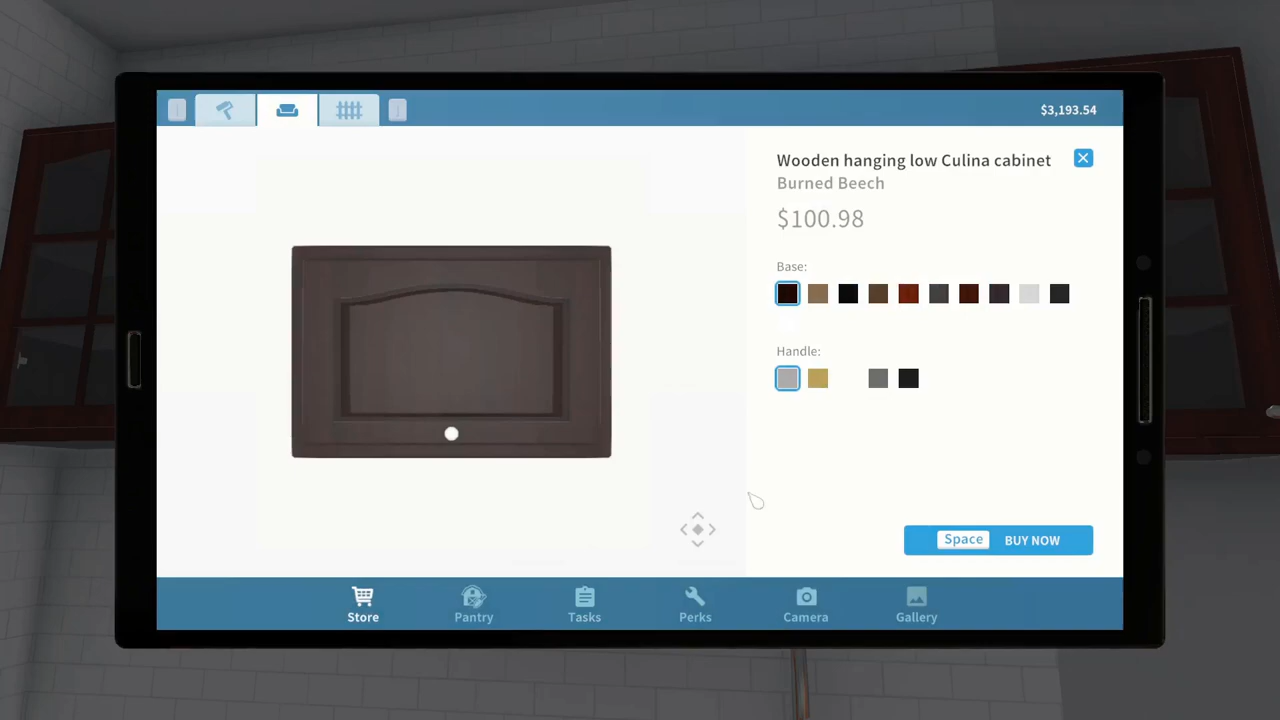 $3,193.54
Wooden hanging low Culina cabinet
Burned Beech
$100.98
Base:
Handle:
Space BUY NOW
Store
Pantry
Tasks
Perks
Camera
Gallery